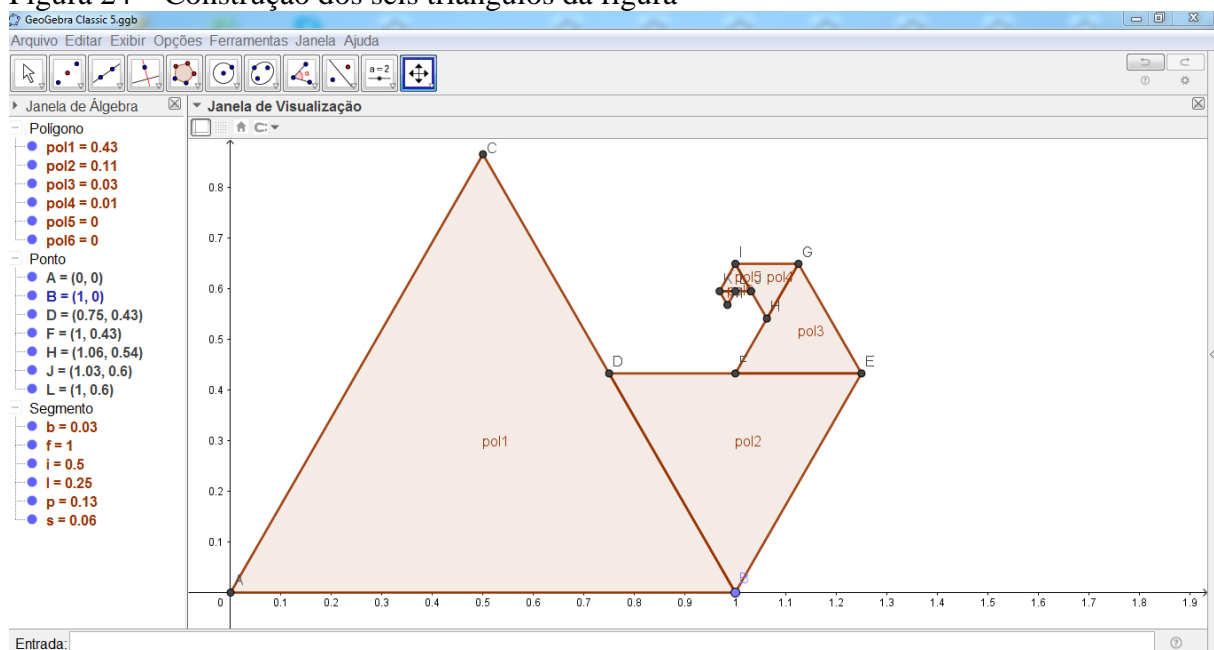 Figura 24 – Construção dos seis triângulos da figura
GeoGebra Classic 5.ggb
Arquivo Editar Exibir Opções Ferramentas Janela Ajuda
a=2
Janela de Álgebra
Polígono
pol1 = 0.43
pol2 = 0.11
pol3 = 0.03
pol4 = 0.01
pol5 = 0
pol6 = 0
Ponto
A = (0, 0)
B = (1, 0)
D = (0.75, 0.43)
F = (1, 0.43)
H = (1.06, 0.54)
J = (1.03, 0.6)
L = (1, 0.6)
Segmento
b = 0.03
f = 1
i = 0.5
l = 0.25
p = 0.13
s = 0.06
Janela de Visualização
C
0.8
0.7
I G
0.6
K pol5 J pol4
H
0.5
pol3
D F E
0.4
0.3
pol1 pol2
0.2
0.1
A B
0 0.1 0.2 0.3 0.4 0.5 0.6 0.7 0.8 0.9 1 1.1 1.2 1.3 1.4 1.5 1.6 1.7 1.8 1.9
Entrada: